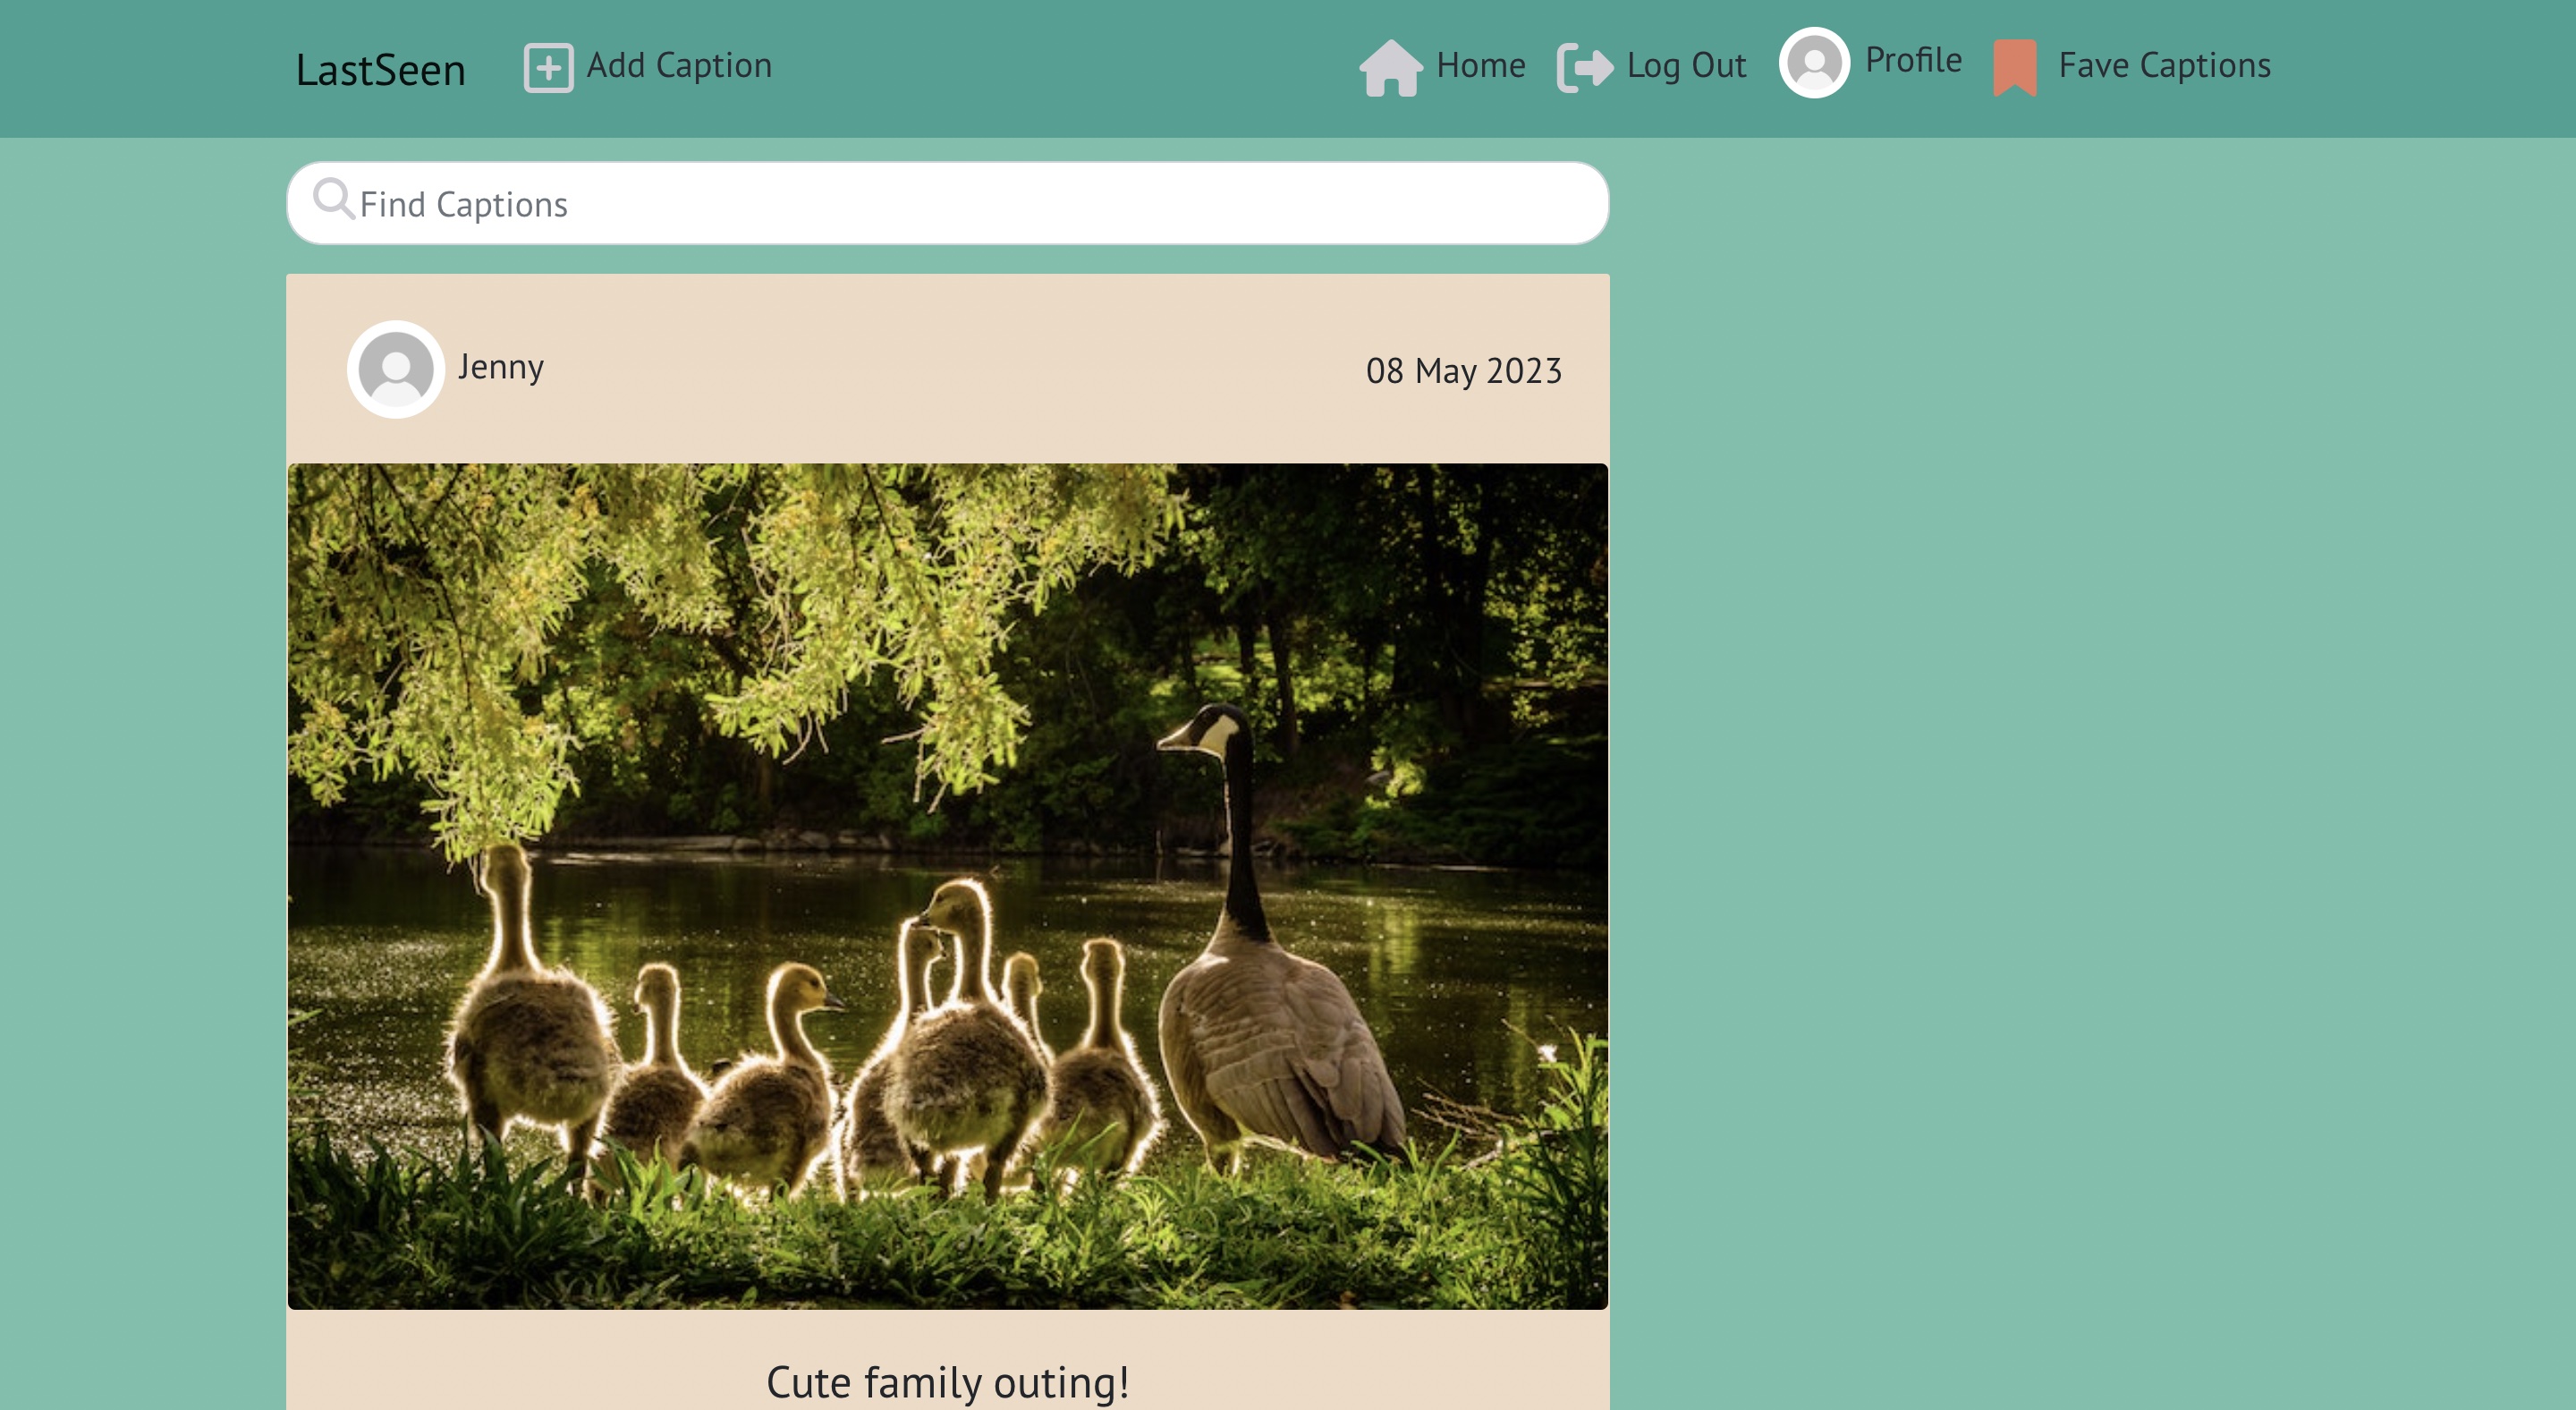 LastSeen Add Caption Home Log Out Profile Fave Captions
Find Captions
Jenny 08 May 2023
Cute family outing!